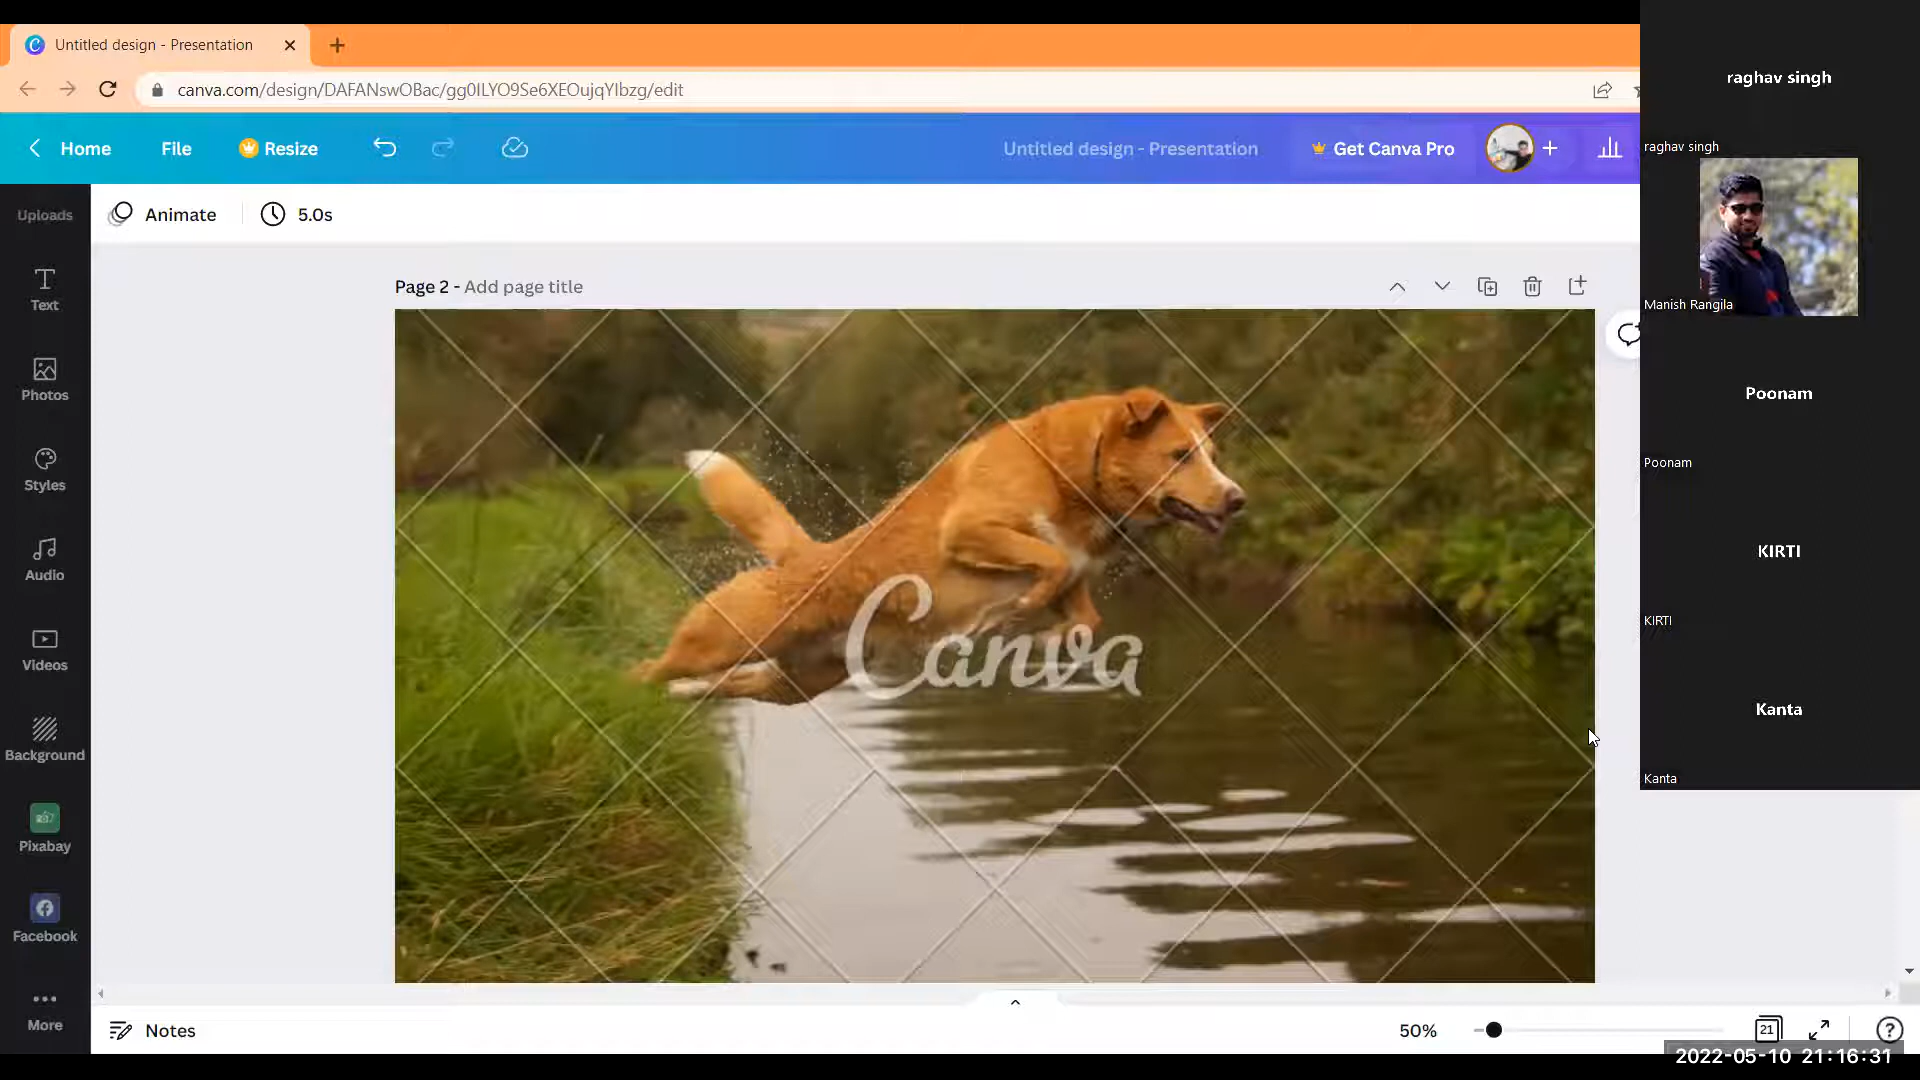 Untitled design - Presentation
canva.com/design/DAFANswOBac/gg0ILYO9Se6XEOujqYIbzg/edit
Home
File
Resize
Untitled design - Presentation
Get Canva Pro
Uploads
Animate
5.0s
Text
Photos
Styles
Audio
Videos
Background
Pixabay
Facebook
More
Page 2 - Add page title
Canva
Notes
50%
21
?
raghav singh
raghav singh
Manish Rangila
Poonam
Poonam
KIRTI
KIRTI
Kanta
Kanta
2022-05-10 21:16:31